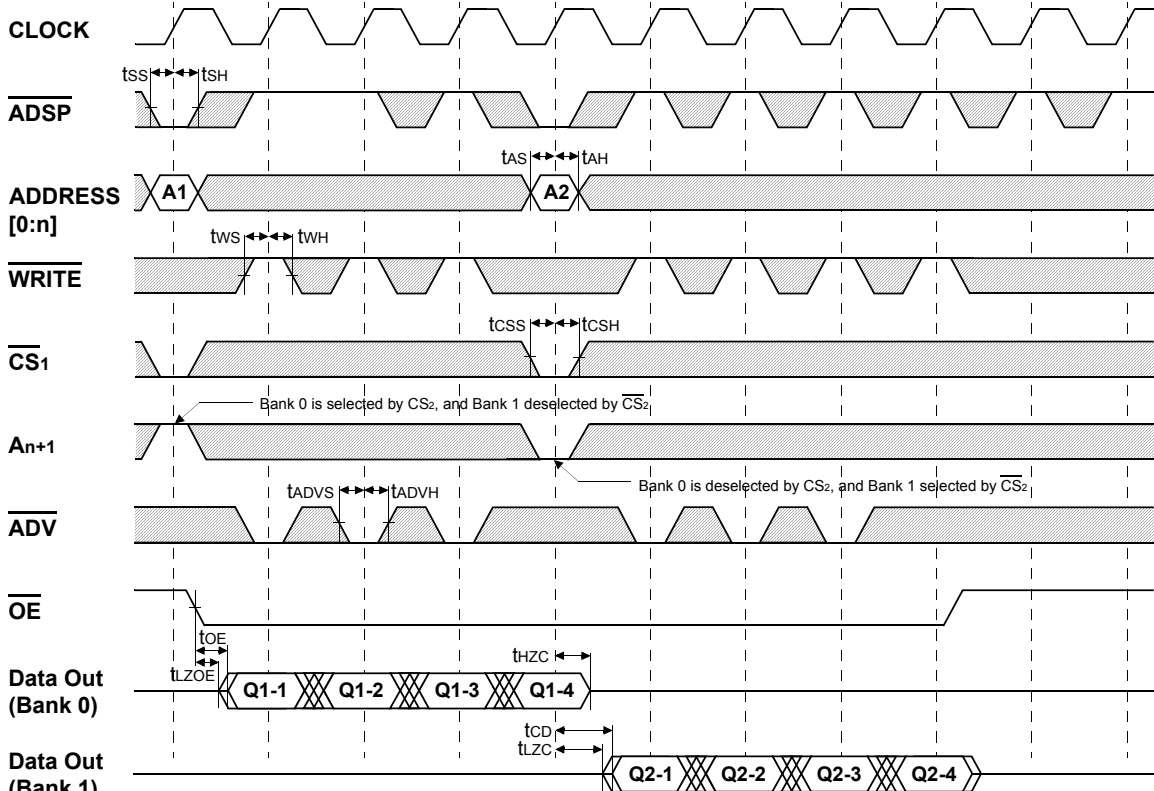 CLOCK
tSS tSH
ADSP
tAS tAH
ADDRESS
[0:n]
A1 A2
tWS tWH
WRITE
tCSS tCSH
CS1
Bank 0 is selected by CS2, and Bank 1 deselected by CS2
An+1
Bank 0 is deselected by CS2, and Bank 1 selected by CS2
tADVS tADVH
ADV
OE
tOE
tLZOE
tHZC
Data Out
(Bank 0)
Q1-1 Q1-2 Q1-3 Q1-4
tCD
tLZC
Data Out
(Bank 1)
Q2-1 Q2-2 Q2-3 Q2-4